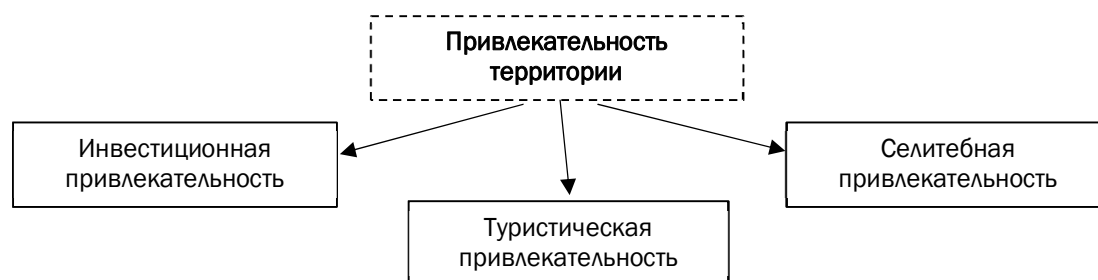 Привлекательность
территории
Инвестиционная
привлекательность
Туристическая
привлекательность
Селитебная
привлекательность